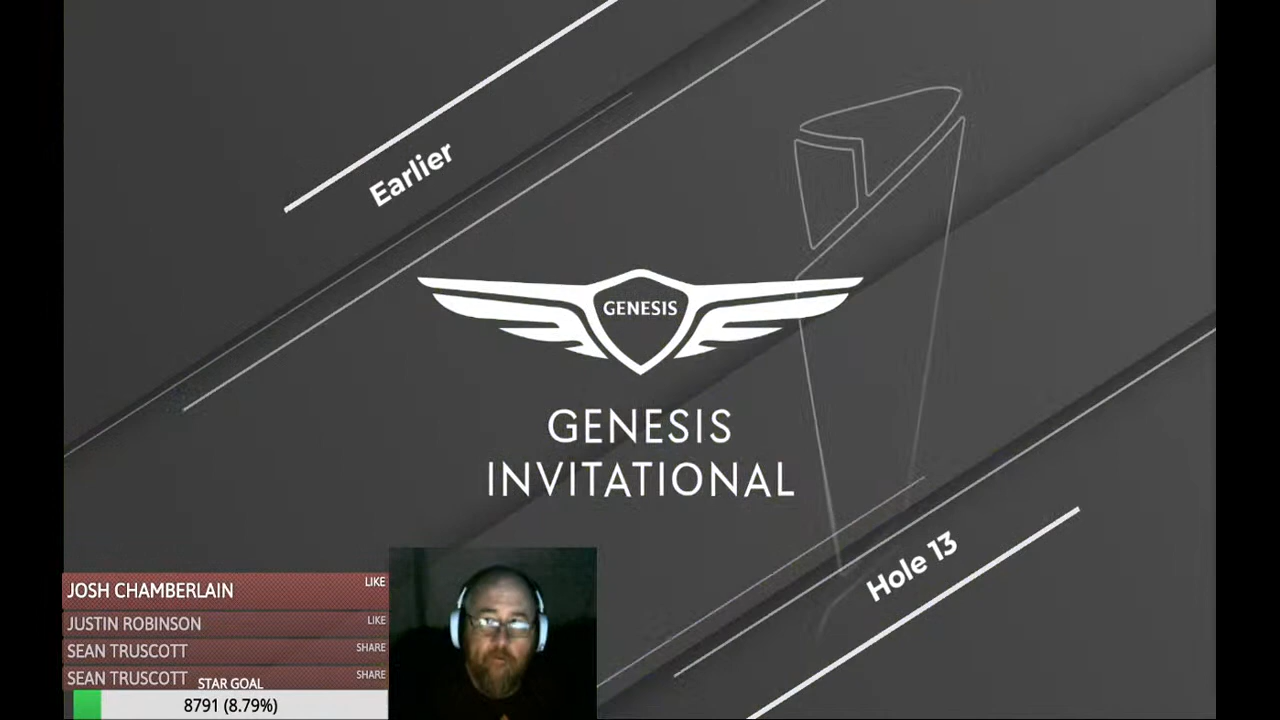 Earlier
GENESIS
GENESIS
INVITATIONAL
Hole 13
JOSH CHAMBERLAIN LIKE
JUSTIN ROBINSON LIKE
SEAN TRUSCOTT SHARE
SEAN TRUSCOTT SHARE
STAR GOAL
8791 (8.79%)